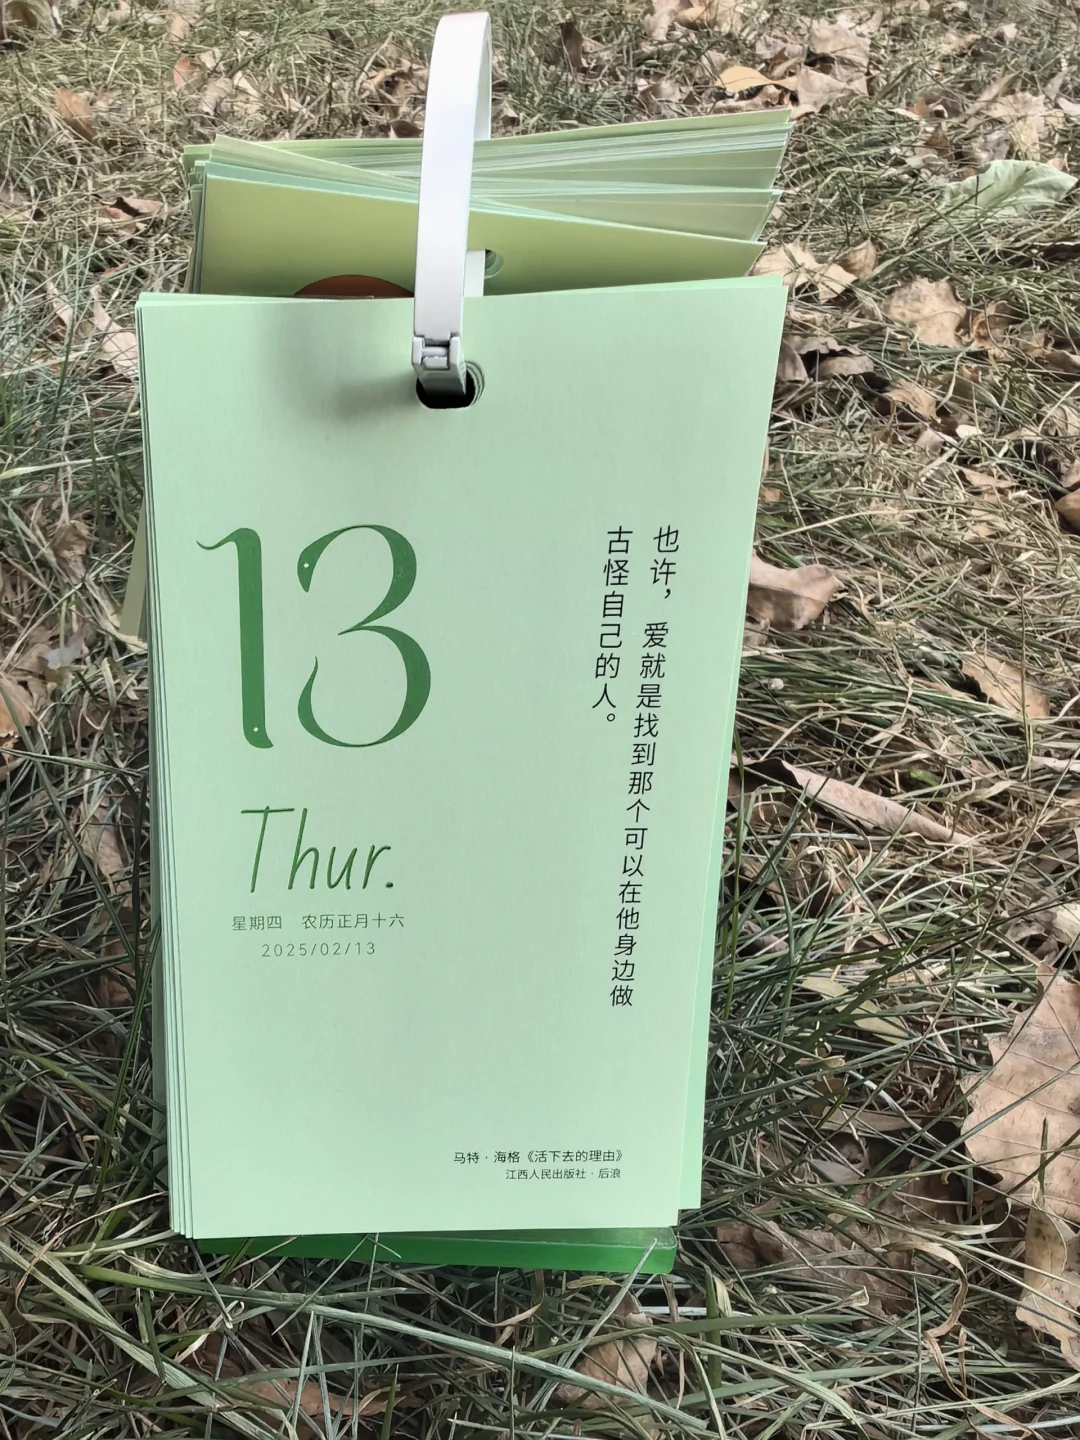 13
Thur.
星期四 农历正月十六
2025/02/13
也许，爱就是找到那个可以在他身边做
古怪自己的人。
马特·海格《活下去的理由》
江西人民出版社·后浪